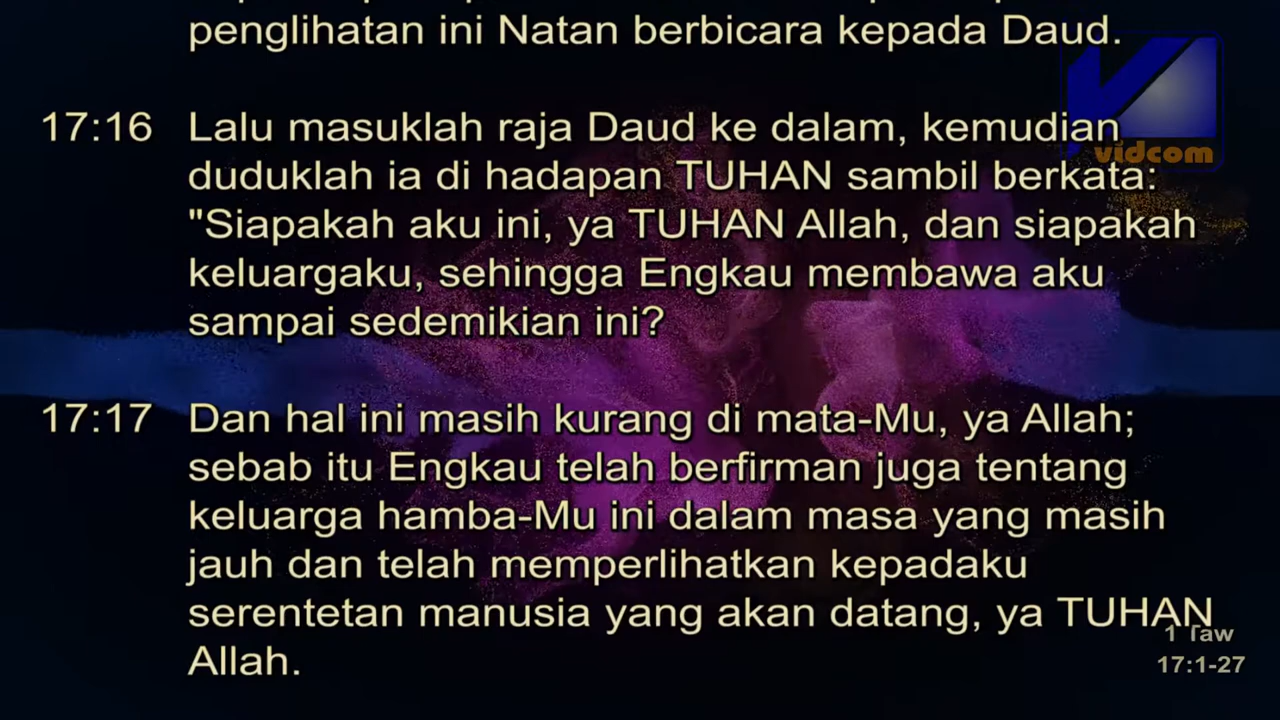 penglihatan ini Natan berbicara kepada Daud.
vidcom
17:16 Lalu masuklah raja Daud ke dalam, kemudian
duduklah ia di hadapan TUHAN sambil berkata:
"Siapakah aku ini, ya TUHAN Allah, dan siapakah
keluargaku, sehingga Engkau membawa aku
sampai sedemikian ini?
17:17 Dan hal ini masih kurang di mata-Mu, ya Allah;
sebab itu Engkau telah berfirman juga tentang
keluarga hamba-Mu ini dalam masa yang masih
jauh dan telah memperlihatkan kepadaku
serentetan manusia yang akan datang, ya TUHAN
Allah.
1 Taw
17:1-27